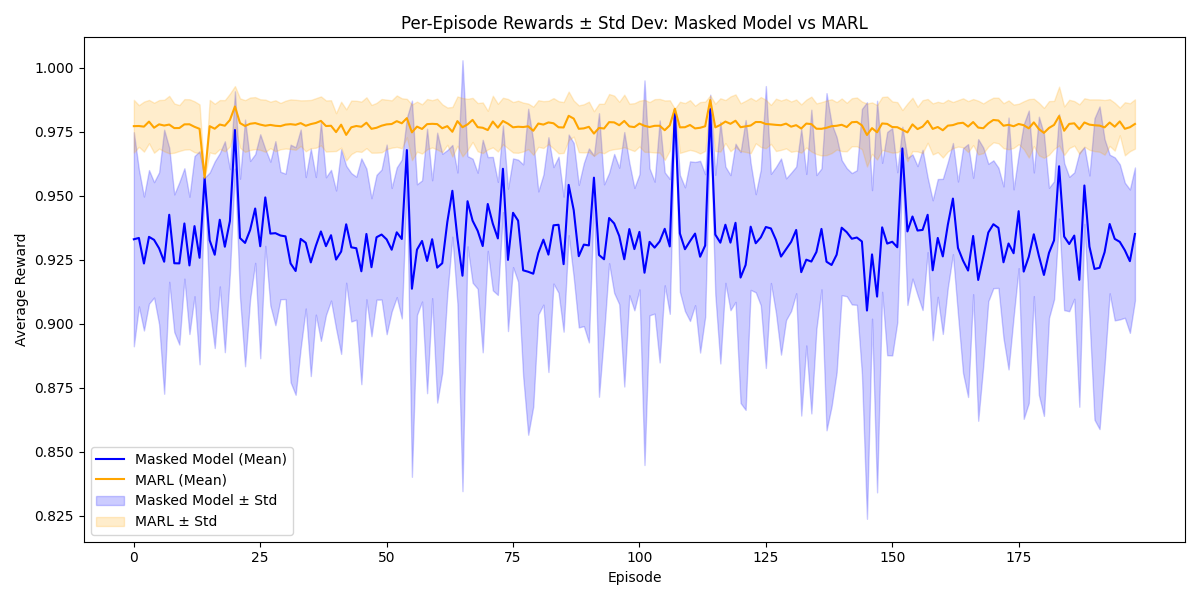 Per-Episode Rewards ± Std Dev: Masked Model vs MARL
Average Reward
1.000
0.975
0.950
0.925
0.900
0.875
0.850
0.825
Masked Model (Mean)
MARL (Mean)
Masked Model ± Std
MARL ± Std
0 25 50 75 100 125 150 175
Episode